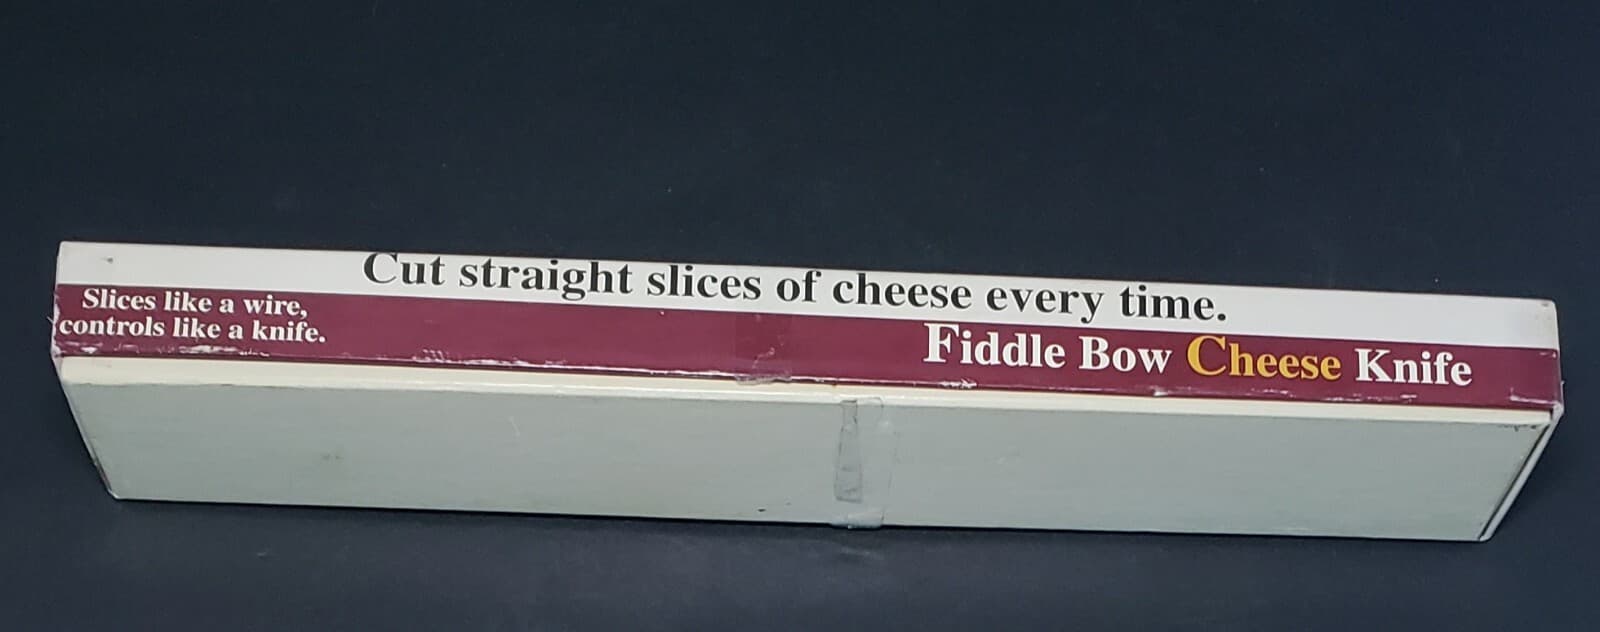 Cut straight slices of cheese every time.
Slices like a wire,
controls like a knife.
Fiddle Bow Cheese Knife